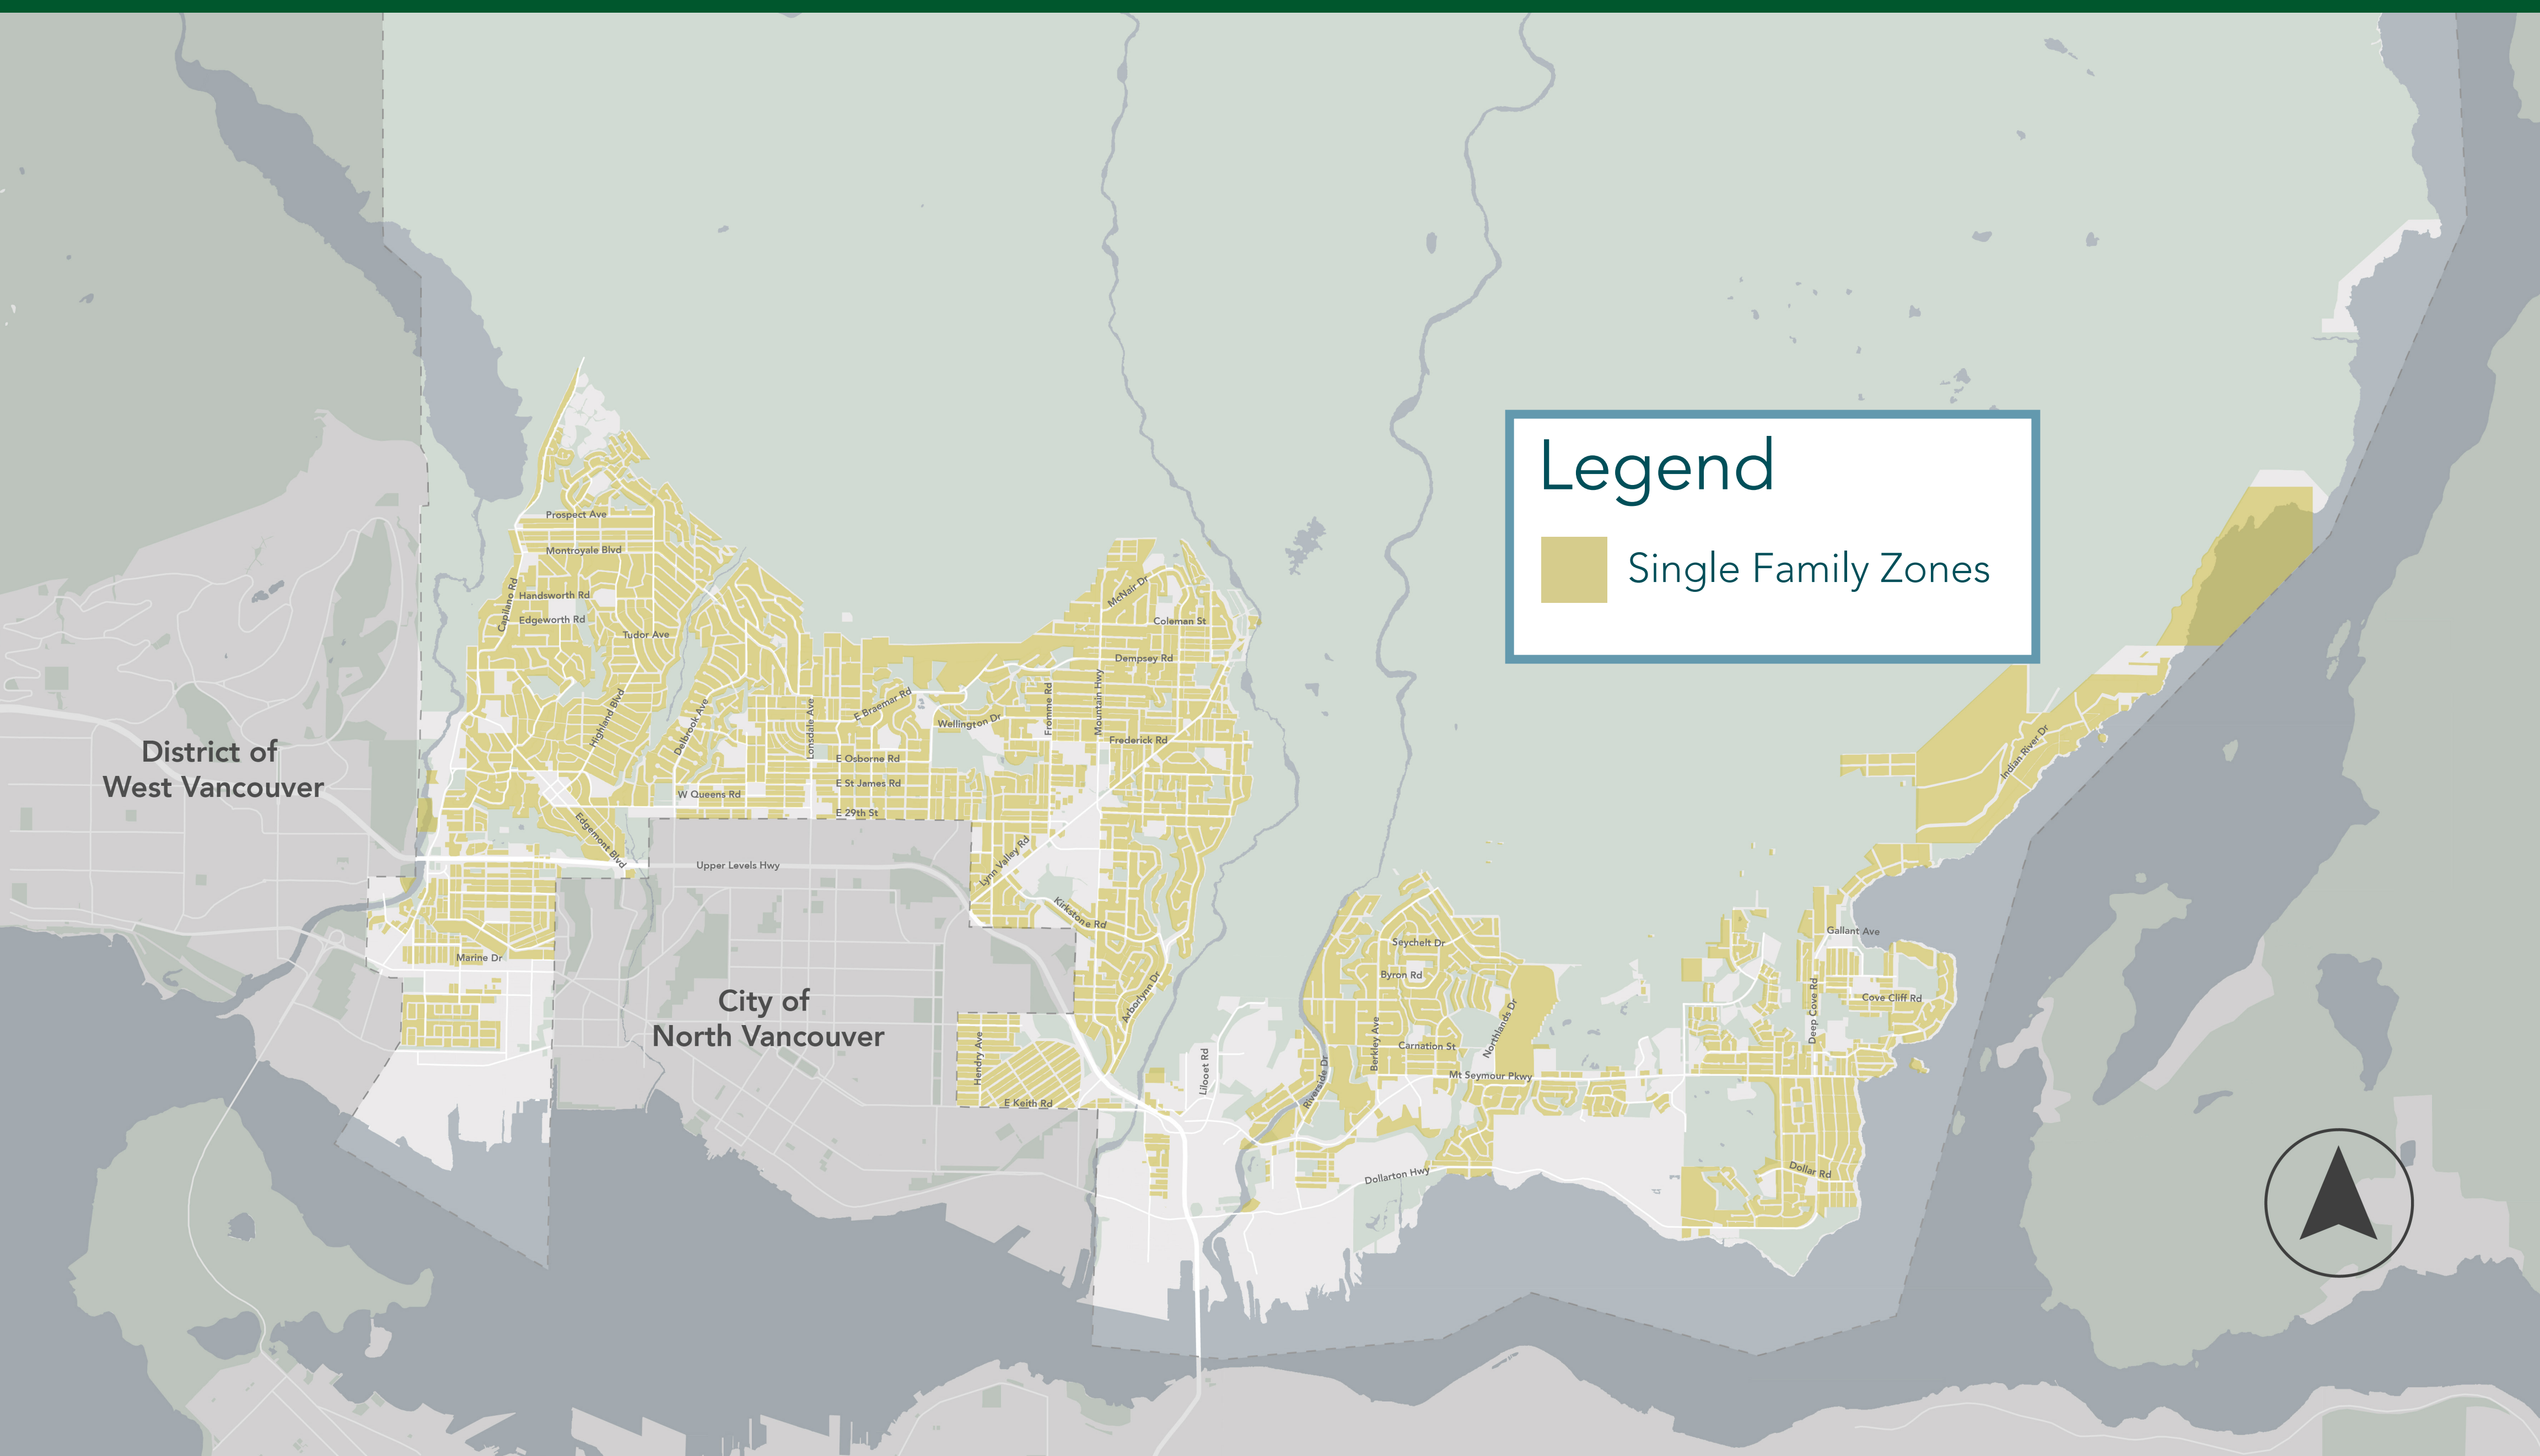 Legend
Single Family Zones
District of
West Vancouver
City of
North Vancouver
Prospect Ave
Montroyale Blvd
Capilano Rd
Handsworth Rd
Edgeworth Rd
Tudor Ave
Highland Blvd
Delbrook Ave
Lonsdale Ave
E Braemar Rd
Wellington Dr
Fromme Rd
Mountain Hwy
McNair Dr
Coleman St
Dempsey Rd
Frederick Rd
E Osborne Rd
E St James Rd
W Queens Rd
E 29th St
Edgemont Blvd
Upper Levels Hwy
Lynn Valley Rd
Kirkstone Rd
Marine Dr
Arborlynn Dr
Hendry Ave
E Keith Rd
Lilooet Rd
Riverside Dr
Berkley Ave
Seychelt Dr
Byron Rd
Carnation St
Northlands Dr
Mt Seymour Pkwy
Dollarton Hwy
Indian River Dr
Gallant Ave
Deep Cove Rd
Cove Cliff Rd
Dollar Rd